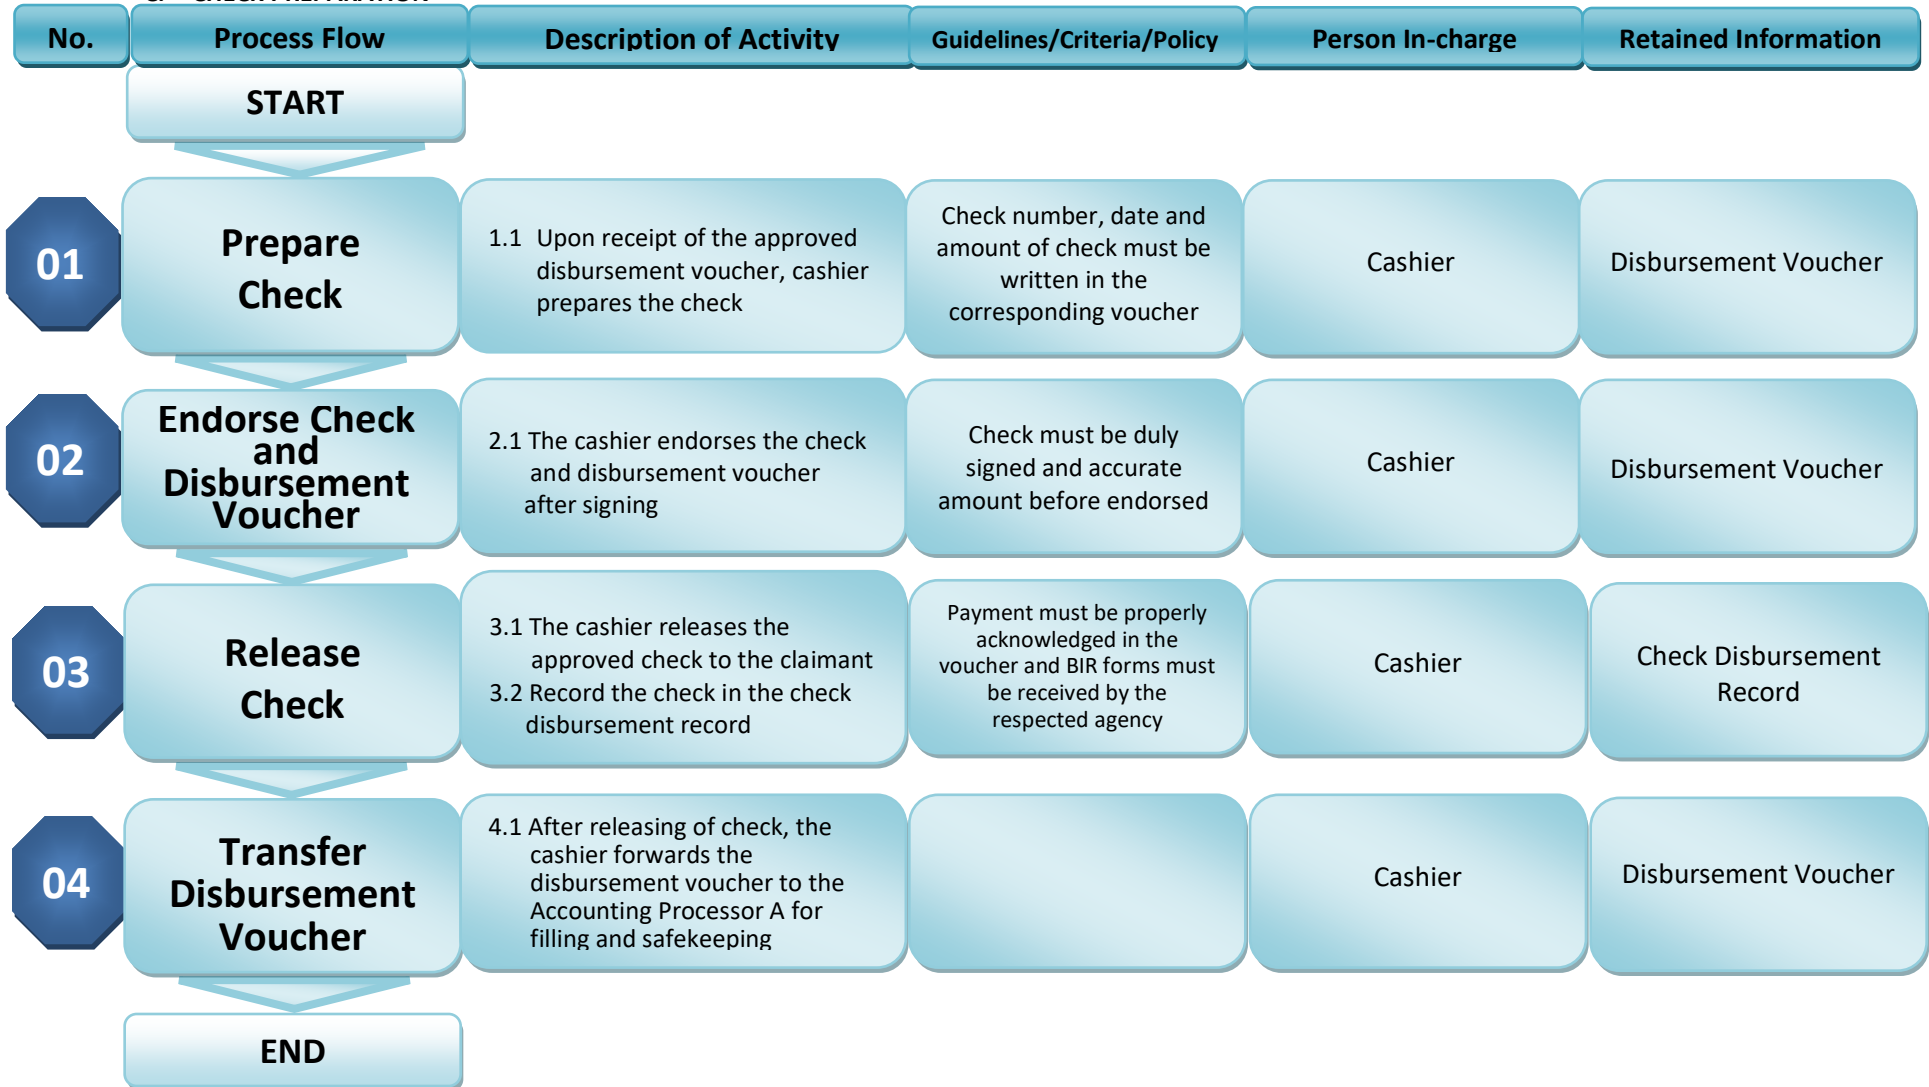 CHECK PREPARATION
No. Process Flow Description of Activity Guidelines/Criteria/Policy Person In-charge Retained Information
START
01
Prepare
Check
1.1 Upon receipt of the approved
disbursement voucher, cashier
prepares the check
Check number, date and
amount of check must be
written in the
corresponding voucher
Cashier
Disbursement Voucher
02
Endorse Check
and
Disbursement
Voucher
2.1 The cashier endorses the check
and disbursement voucher
after signing
Check must be duly
signed and accurate
amount before endorsed
Cashier
Disbursement Voucher
03
Release
Check
3.1 The cashier releases the
approved check to the claimant
3.2 Record the check in the check
disbursement record
Payment must be properly
acknowledged in the
voucher and BIR forms must
be received by the
respected agency
Cashier
Check Disbursement
Record
04
Transfer
Disbursement
Voucher
4.1 After releasing of check, the
cashier forwards the
disbursement voucher to the
Accounting Processor A for
filling and safekeeping
Cashier
Disbursement Voucher
END